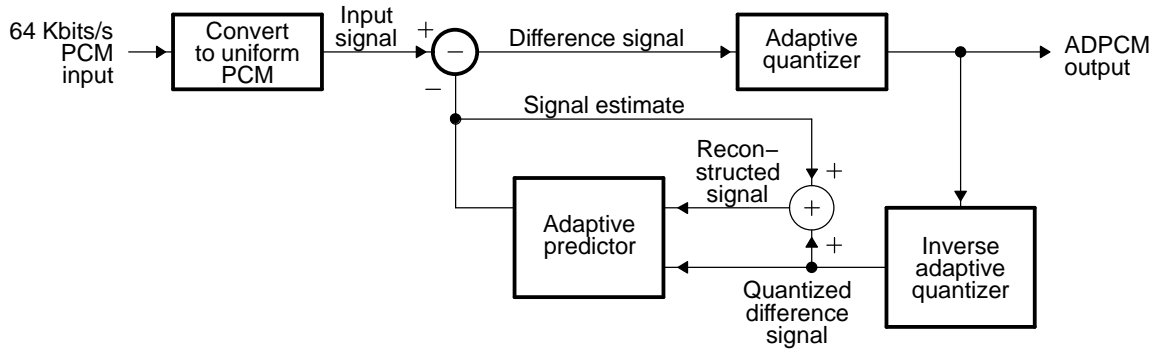 64 Kbits/s
PCM
input
Convert
to uniform
PCM
Input
signal
+
−
−
Difference signal
Adaptive
quantizer
ADPCM
output
Signal estimate
Recon−
structed
signal
+
+
+
Adaptive
predictor
Inverse
adaptive
quantizer
Quantized
difference
signal